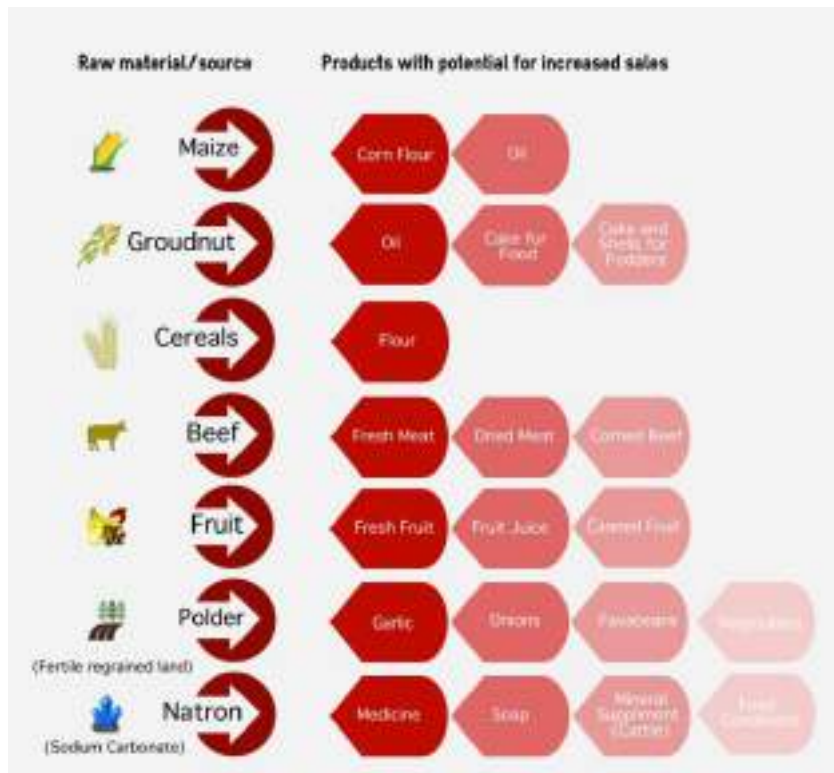 Raw material/source
Products with potential for increased sales
Maize
Corn Flour
Oil
Groudnut
Oil
Cake for
Food
Cake and
Shells for
Fodders
Cereals
Flour
Beef
Fresh Meat
Dried Meat
Corned Beef
Fruit
Fresh Fruit
Fruit Juice
Canned Fruit
Polder
(Fertile regrained land)
Garlic
Onions
Natron
(Sodium Carbonate)
Medicine
Soap
Mineral
Suppliment
(Cattle)